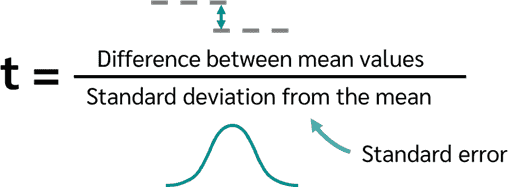 t =
Difference between mean values
Standard deviation from the mean
Standard error